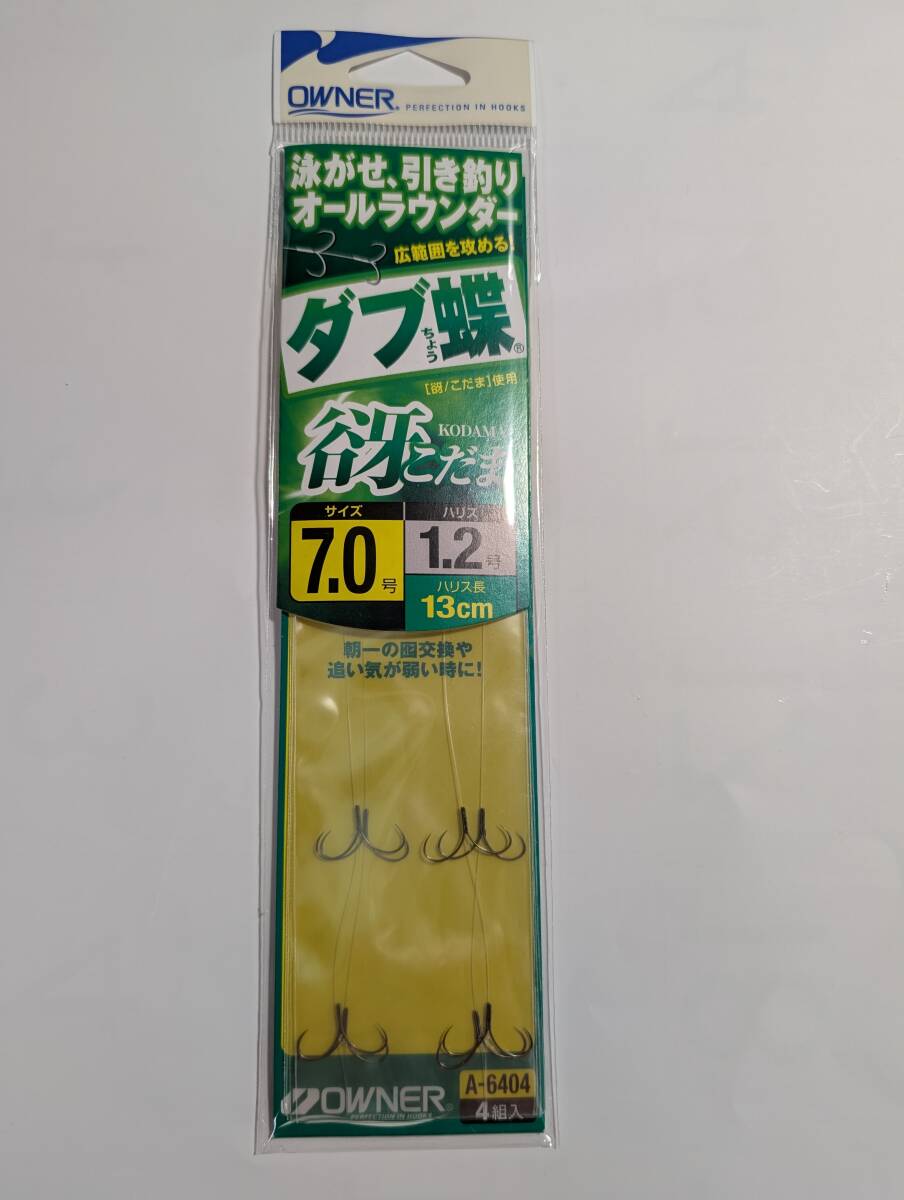 OWNER® PERFECTION IN HOOKS
泳がせ、引き釣り
オールラウンダー
広範囲を攻める!
ダブ蝶®
ちょう
[谺/こだま]使用
谺こだま
KODAMA
サイズ
7.0号
ハリス
1.2号
ハリス長
13cm
朝一の囮交換や
追い気が弱い時に!
OWNER®
PERFECTION IN HOOKS
A-6404
4組入